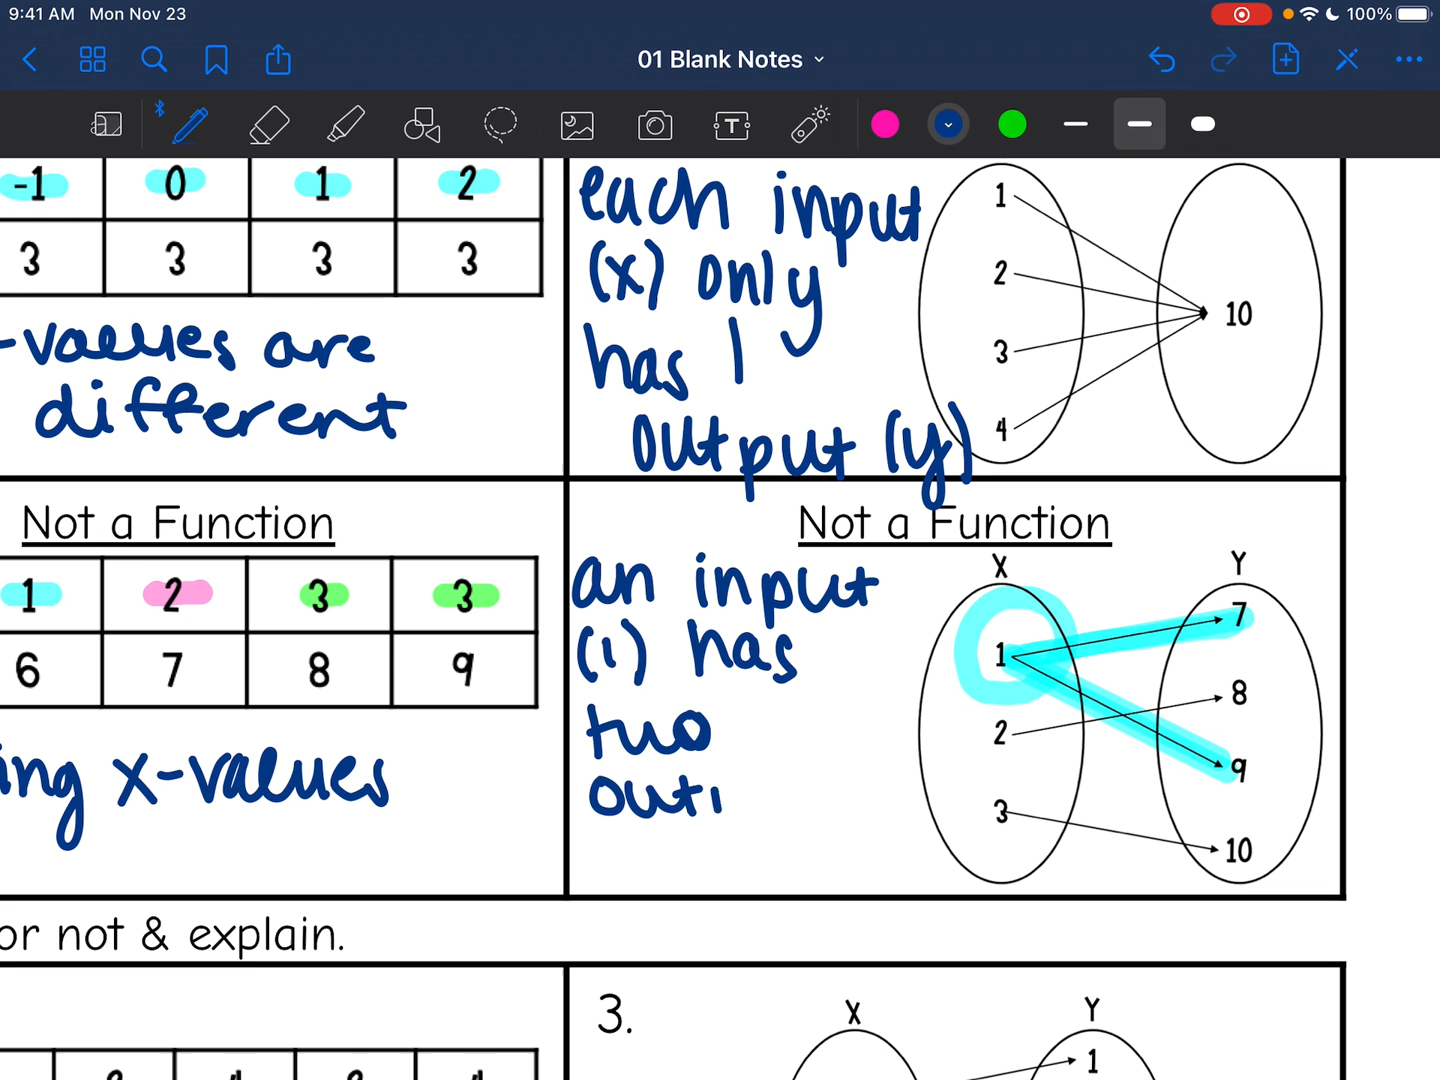 9:41 AM Mon Nov 23
100%
01 Blank Notes
T
-1 0 1 2
3 3 3 3
-values are
different
each input
(x) only
has 1
output (y)
1
2
3
4
10
Not a Function
1 2 3 3
6 7 8 9
ing x-values
Not a Function
an input
(1) has
two
X Y
1
2
3
7
8
9
10
or not & explain.
3.
X Y
1